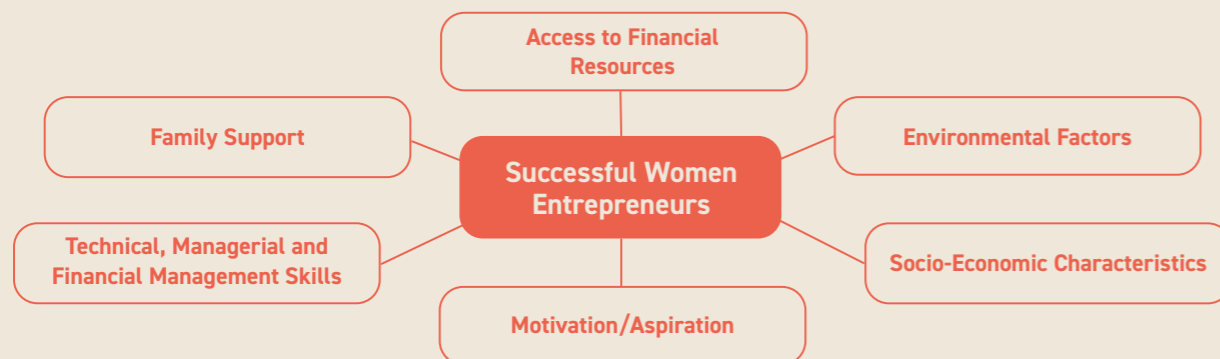 Access to Financial
Resources
Family Support
Environmental Factors
Successful Women
Entrepreneurs
Technical, Managerial and
Financial Management Skills
Socio-Economic Characteristics
Motivation/Aspiration